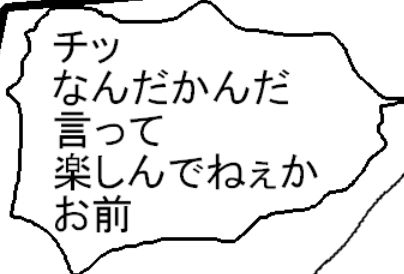 チッ
なんだかんだ
言って
楽しんでねぇか
お前